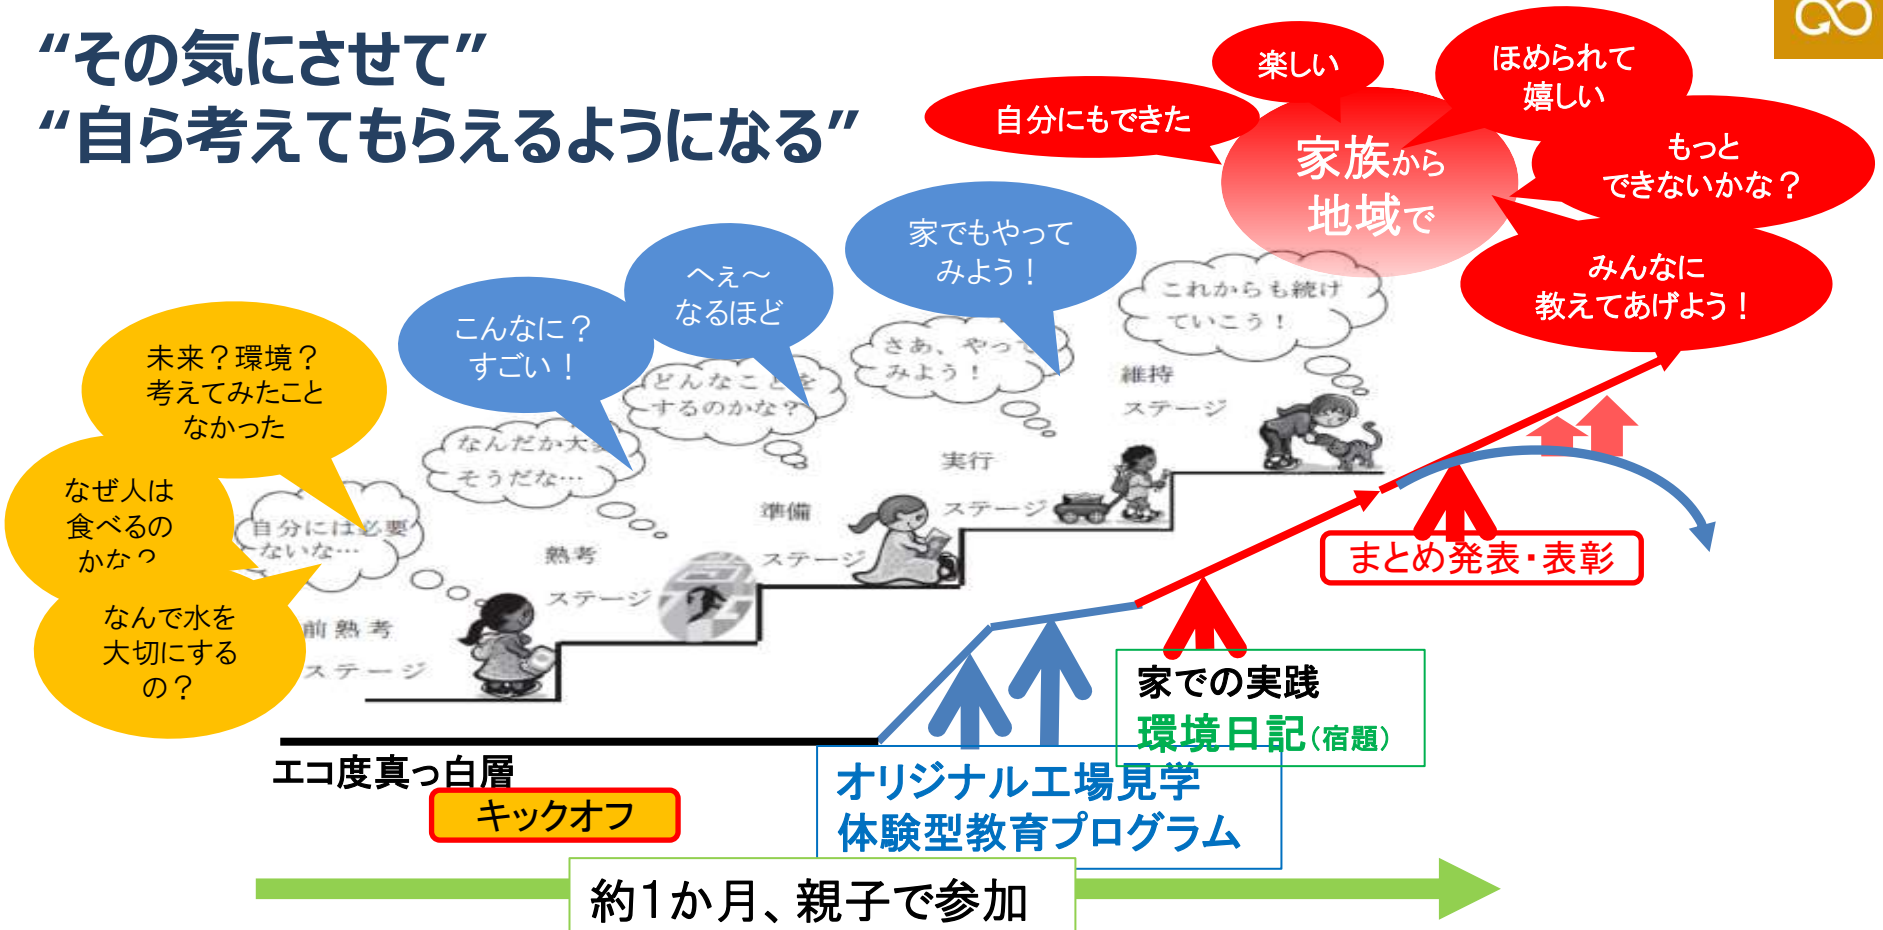 “その気にさせて”
“自ら考えてもらえるようになる”
楽しい
ほめられて
嬉しい
自分にもできた
家族から
地域で
もっと
できないかな？
みんなに
教えてあげよう！
家でもやって
みよう！
へぇ～
なるほど
こんなに？
すごい！
未来？環境？
考えてみたこと
なかった
なぜ人は
食べるの
かな？
なんで水を
大切にする
の？
自分には必要
ないな…
前熟考
ステージ
なんだか大変
そうだな…
熟考
ステージ
どんなことを
するのかな？
準備
ステージ
さあ、やって
みよう！
実行
ステージ
これからも続け
ていこう！
維持
ステージ
まとめ発表・表彰
家での実践
環境日記(宿題)
オリジナル工場見学
体験型教育プログラム
エコ度真っ白層
キックオフ
約1か月、親子で参加